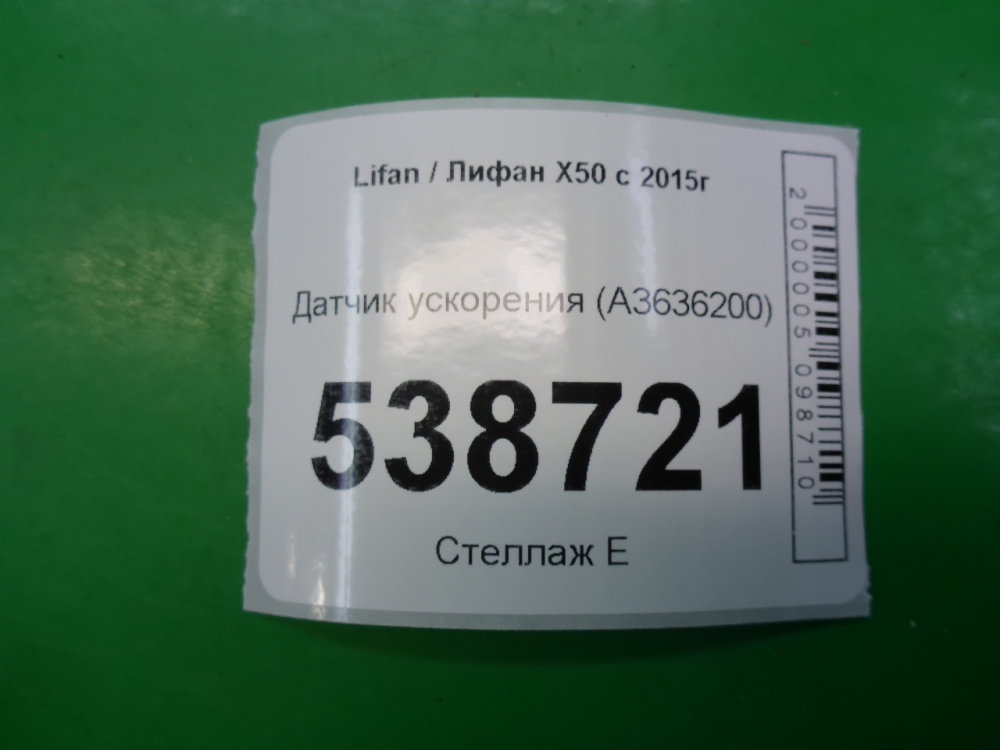 Lifan / Лифан X50 с 2015г
Датчик ускорения (A3636200)
538721
Стеллаж Е
2000005098710